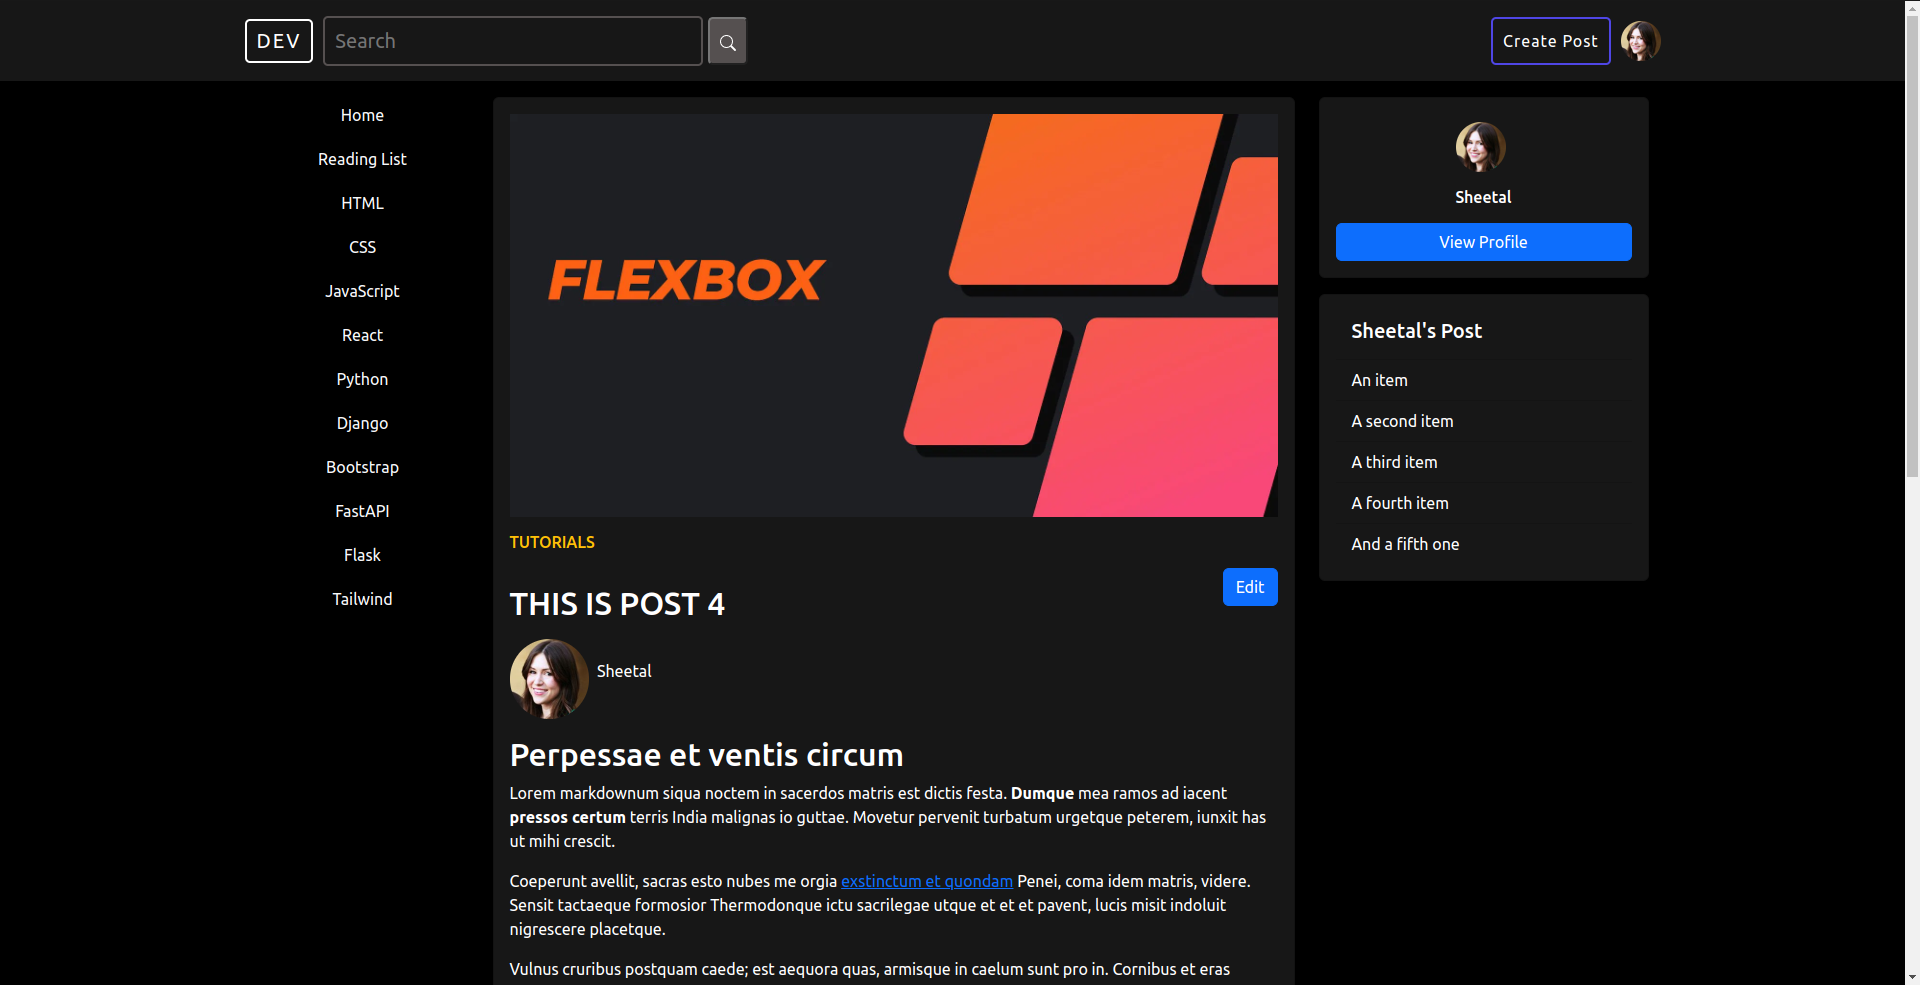 DEV
Search
Create Post
Home
Reading List
HTML
CSS
JavaScript
React
Python
Django
Bootstrap
FastAPI
Flask
Tailwind
FLEXBOX
TUTORIALS
THIS IS POST 4
Edit
Sheetal
Perpessae et ventis circum
Lorem markdownum siqua noctem in sacerdos matris est dictis festa. Dumque mea ramos ad iacent
pressos certum terris India malignas io guttae. Movetur pervenit turbatum urgetque peterem, iunxit has
ut mihi crescit.
Coeperunt avellit, sacras esto nubes me orgia exstinctum et quondam Penei, coma idem matris, videre.
Sensit tactaeque formosior Thermodonque ictu sacrilegae utque et et et pavent, lucis misit indoluit
nigrescere placetque.
Vulnus cruribus postquam caede; est aequora quas, armisque in caelum sunt pro in. Cornibus et eras
Sheetal
View Profile
Sheetal's Post
An item
A second item
A third item
A fourth item
And a fifth one